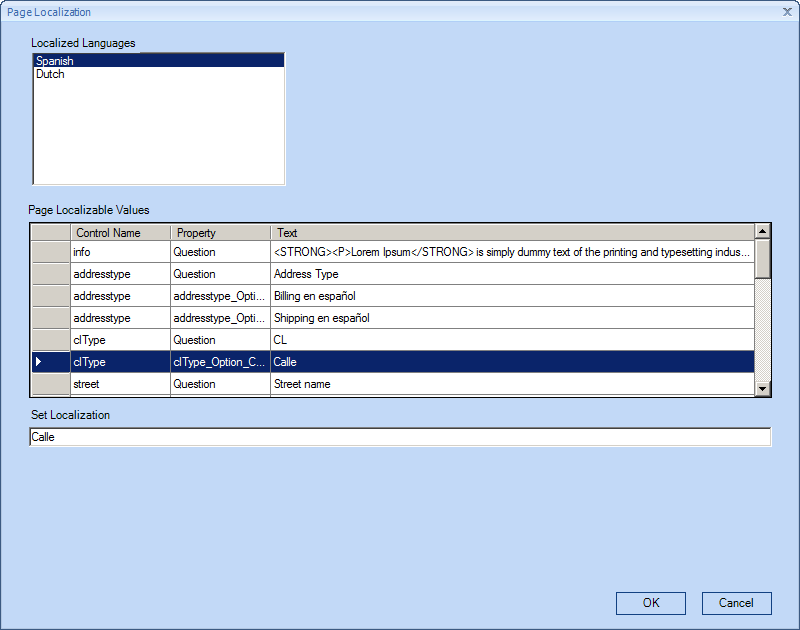 Page Localization
Localized Languages
Spanish
Dutch
Page Localizable Values
Control Name Property Text
info Question <STRONG><P>Lorem Ipsum</STRONG> is simply dummy text of the printing and typesetting indus...
addresstype Question Address Type
addresstype addresstype_Opti... Billing en español
addresstype addresstype_Opti... Shipping en español
clType Question CL
clType clType_Option_C... Calle
street Question Street name
Set Localization
Calle
OK Cancel